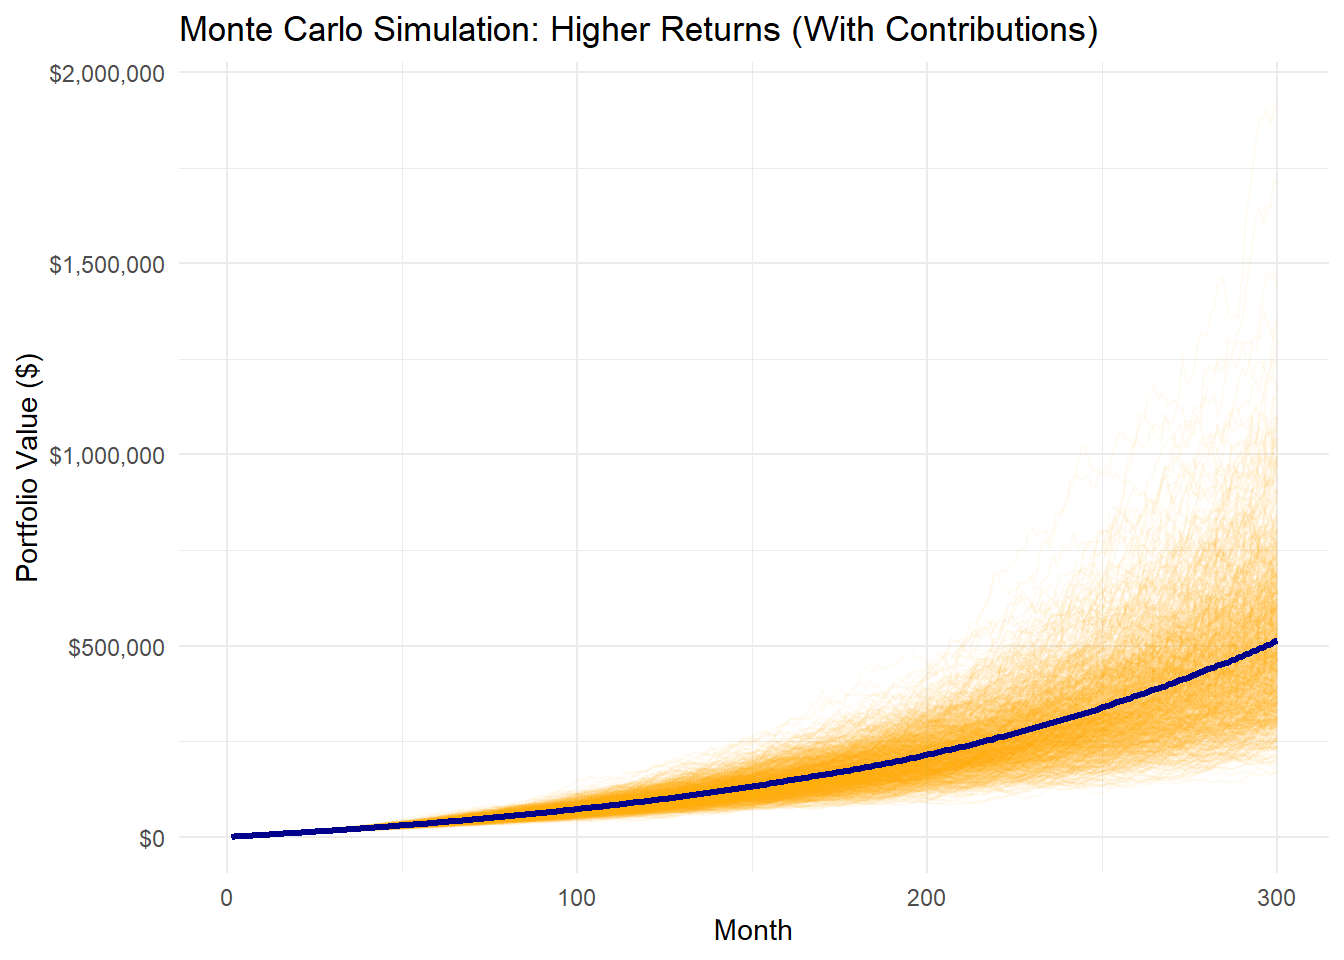 Monte Carlo Simulation: Higher Returns (With Contributions)
$2,000,000
$1,500,000
$1,000,000
$500,000
$0
Portfolio Value ($)
0 100 200 300
Month